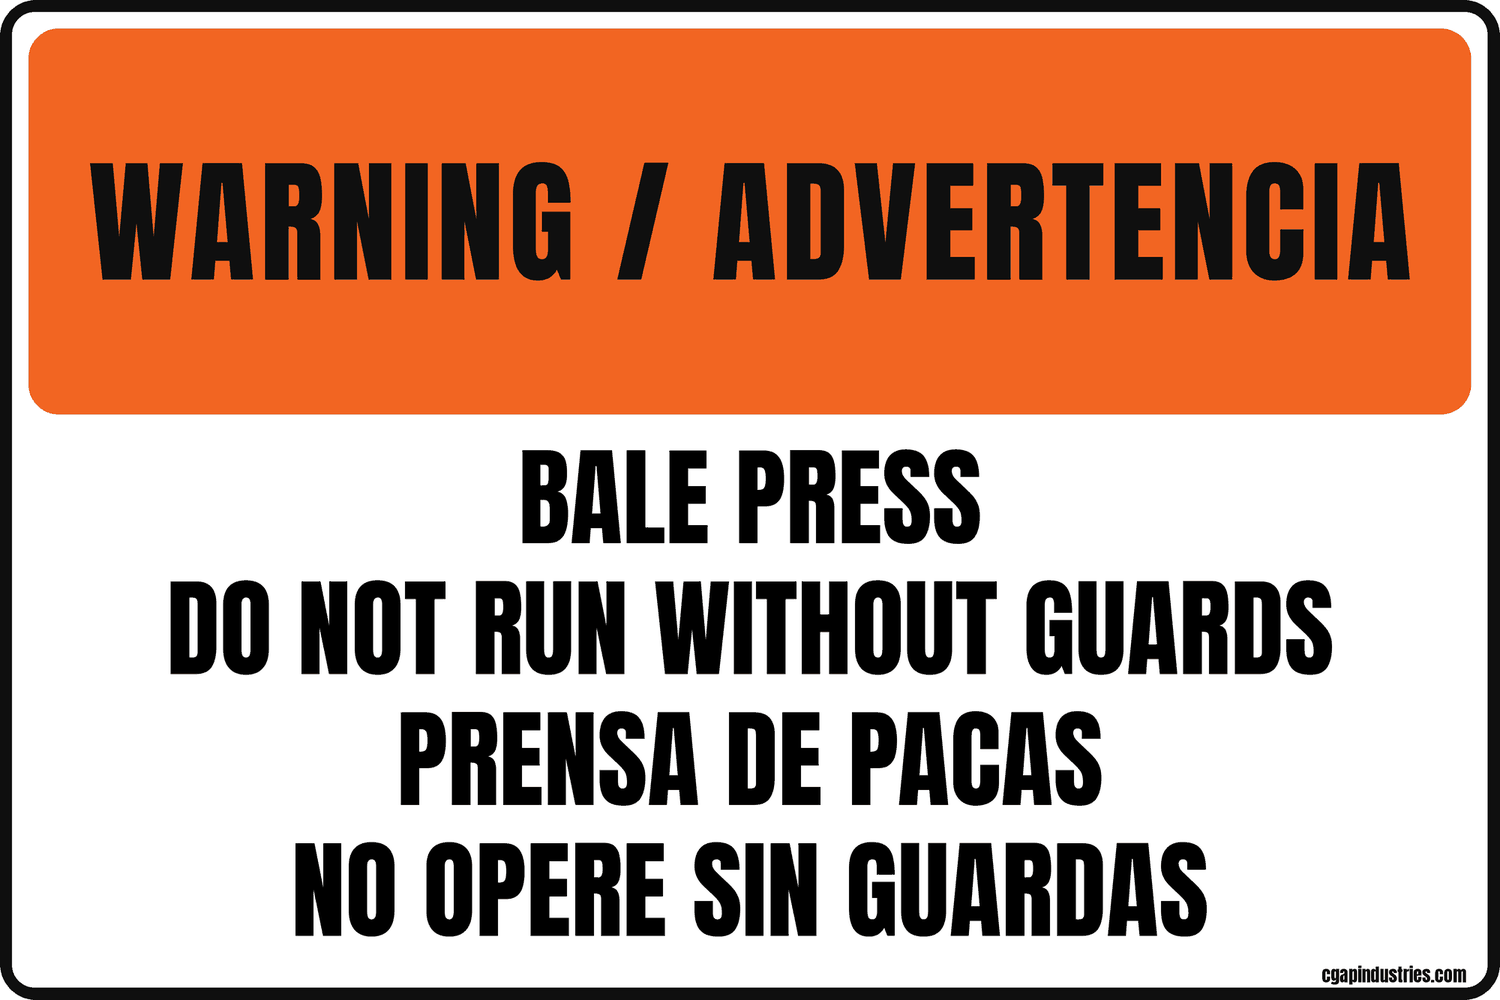 WARNING / ADVERTENCIA
BALE PRESS
DO NOT RUN WITHOUT GUARDS
PRENSA DE PACAS
NO OPERE SIN GUARDAS
cgapindustries.com